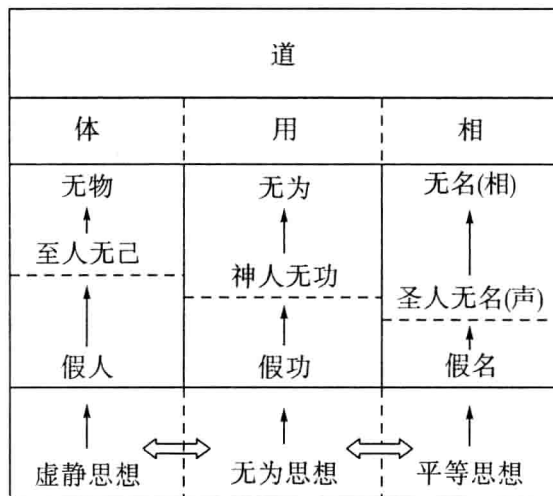 道
体 用 相
无物 无为 无名(相)
至人无己
神人无功
圣人无名(声)
假人 假功 假名
虚静思想 无为思想 平等思想